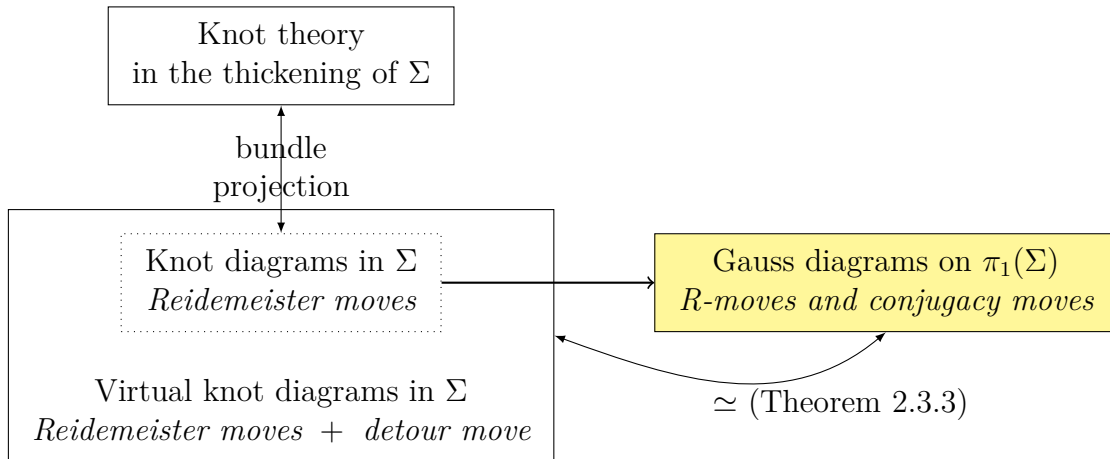 Knot theory
in the thickening of Σ
bundle
projection
Knot diagrams in Σ
Reidemeister moves
Gauss diagrams on π₁(Σ)
R-moves and conjugacy moves
Virtual knot diagrams in Σ
Reidemeister moves + detour move
≃ (Theorem 2.3.3)